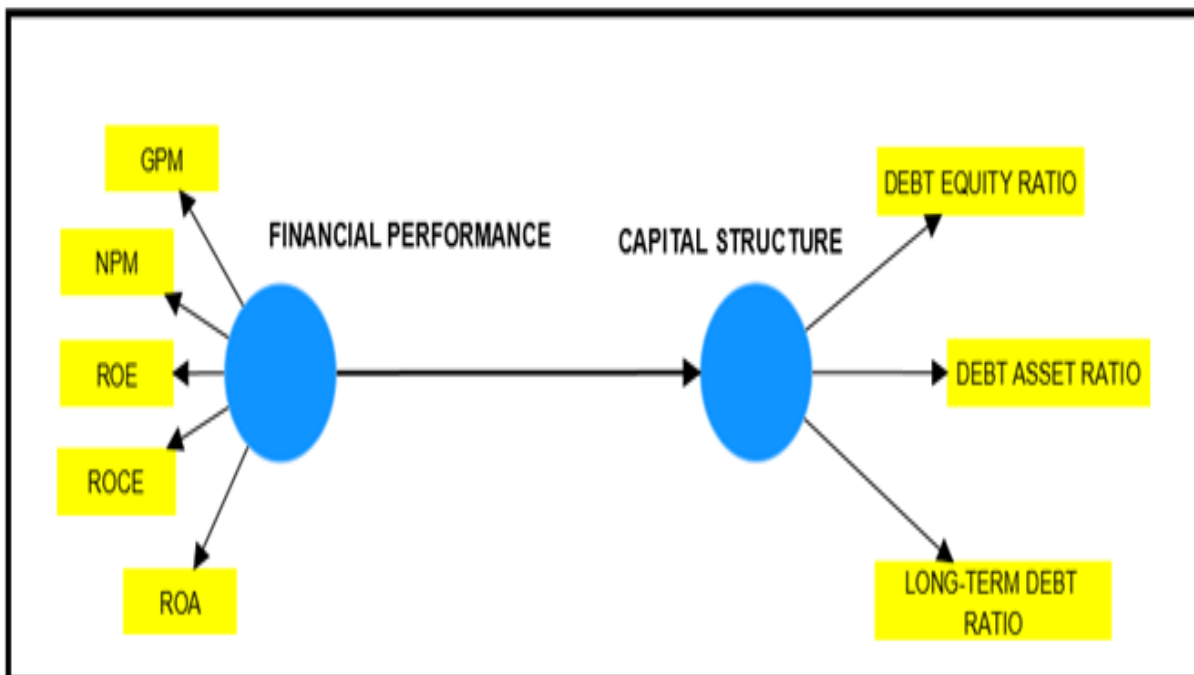 GPM
NPM
ROE
ROCE
ROA
FINANCIAL PERFORMANCE
CAPITAL STRUCTURE
DEBT EQUITY RATIO
DEBT ASSET RATIO
LONG-TERM DEBT
RATIO